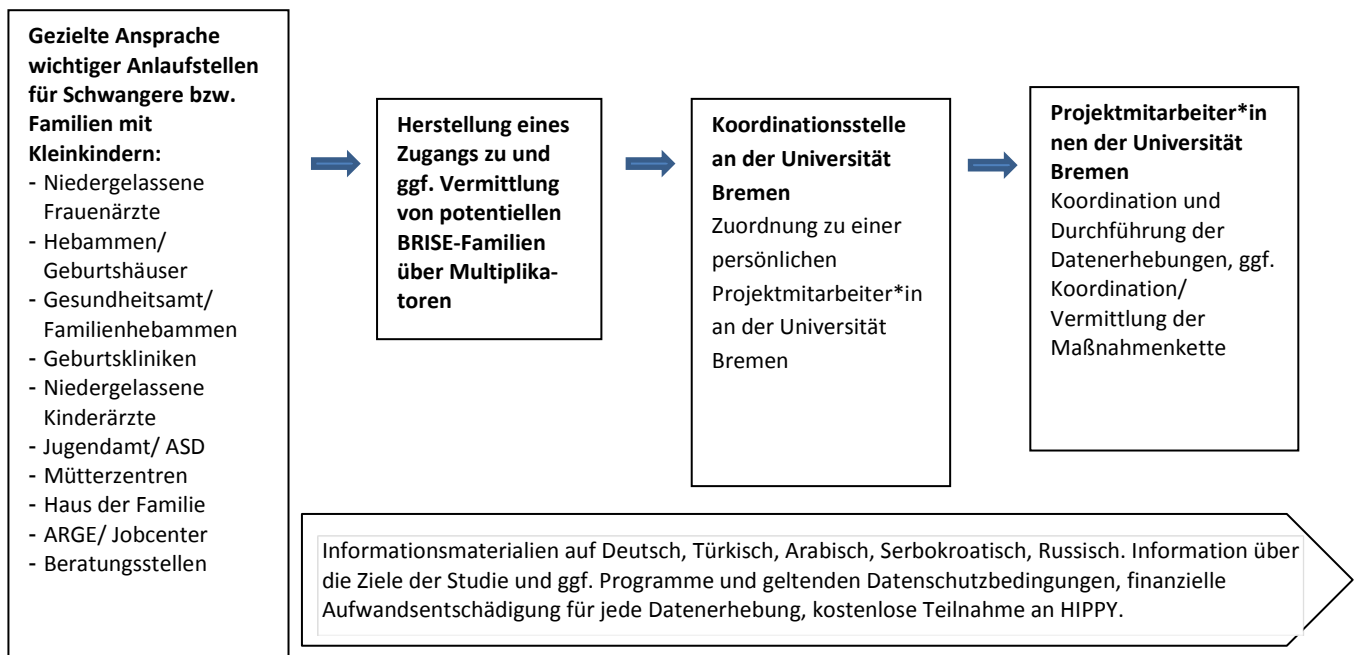 Gezielte Ansprache
wichtiger Anlaufstellen
für Schwangere bzw.
Familien mit
Kleinkindern:
- Niedergelassene
Frauenärzte
- Hebammen/
Geburtshäuser
- Gesundheitsamt/
Familienhebammen
- Geburtskliniken
- Niedergelassene
Kinderärzte
- Jugendamt/ ASD
- Mütterzentren
- Haus der Familie
- ARGE/ Jobcenter
- Beratungsstellen
Herstellung eines
Zugangs zu und
ggf. Vermittlung
von potentiellen
BRISE-Familien
über Multiplika-
toren
Koordinationsstelle
an der Universität
Bremen
Zuordnung zu einer
persönlichen
Projektmitarbeiter*in
an der Universität
Bremen
Projektmitarbeiter*in
nen der Universität
Bremen
Koordination und
Durchführung der
Datenerhebungen, ggf.
Koordination/
Vermittlung der
Maßnahmenkette
Informationsmaterialien auf Deutsch, Türkisch, Arabisch, Serbokroatisch, Russisch. Information über
die Ziele der Studie und ggf. Programme und geltenden Datenschutzbedingungen, finanzielle
Aufwandsentschädigung für jede Datenerhebung, kostenlose Teilnahme an HIPPY.